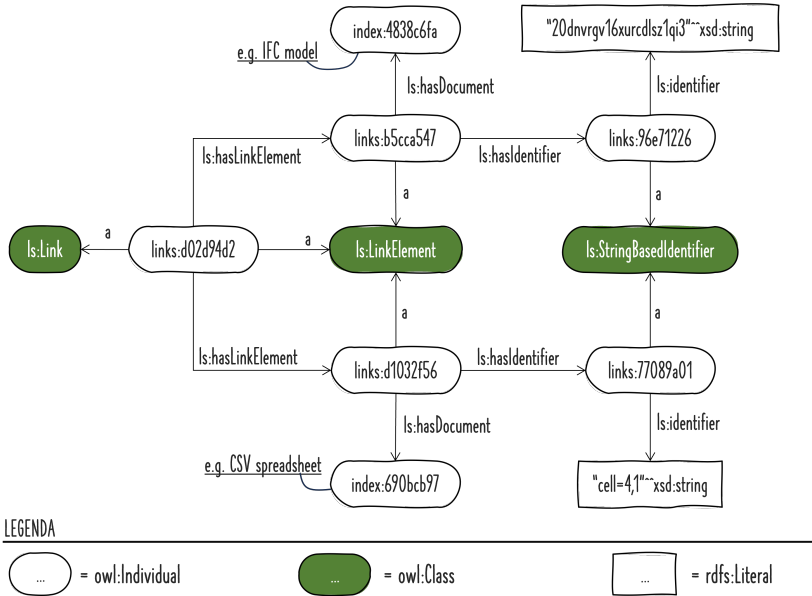 index:4838c6fa
"20dnvrgv16xurcdlsz1qi3"^^xsd:string
e.g. IFC model
ls:hasDocument
ls:identifier
links:b5cca547
links:96e71226
ls:hasLinkElement
ls:hasIdentifier
a
a
a
a
ls:Link
links:d02d94d2
ls:LinkElement
ls:StringBasedIdentifier
a
a
ls:hasLinkElement
ls:hasIdentifier
links:d1032f56
links:77089a01
ls:hasDocument
ls:identifier
e.g. CSV spreadsheet
index:690bcb97
"cell=4,1"^^xsd:string
LEGENDA
... = owl:Individual
... = owl:Class
... = rdfs:Literal